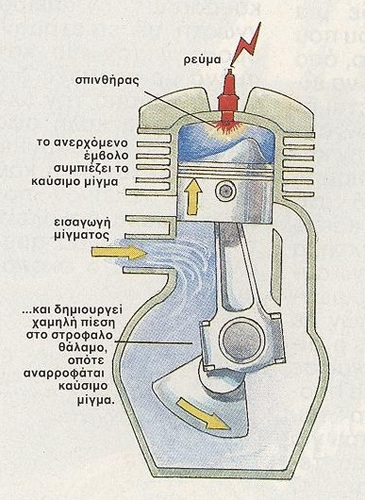 ρεύμα
σπινθήρας
το ανερχόμενο
έμβολο
συμπιέζει το
καύσιμο μίγμα
εισαγωγή
μίγματος
...και δημιουργεί
χαμηλή πίεση
στο στροφαλο
θάλαμο,
οπότε
αναρροφάται
καύσιμο
μίγμα.